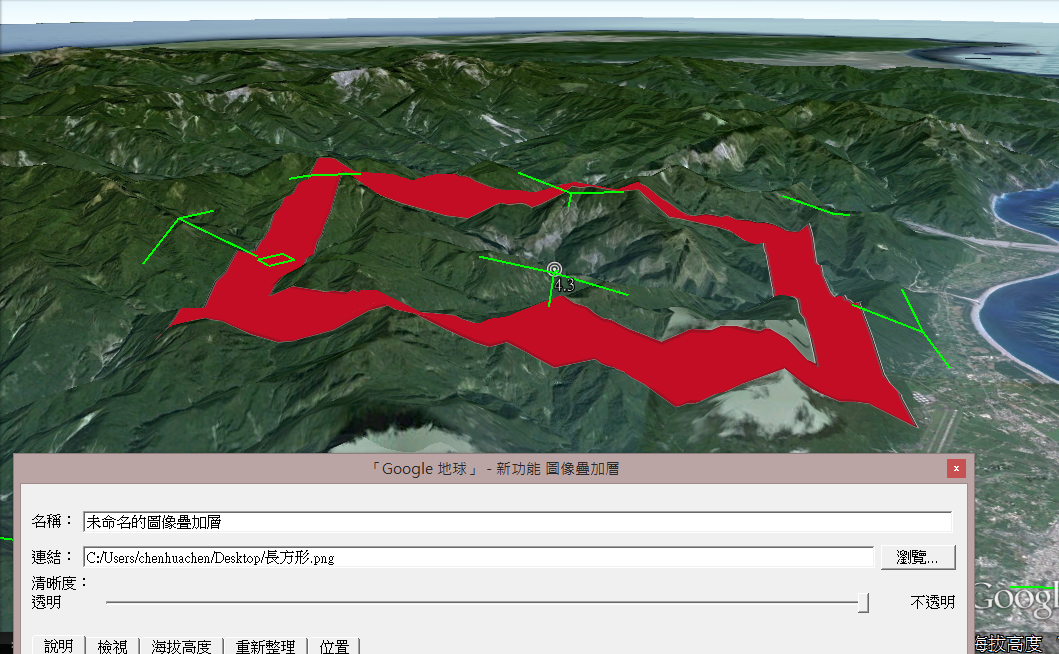 4.3
「Google 地球」 - 新功能 圖像疊加層
x
名稱：
未命名的圖像疊加層
連結：
C:/Users/chenhuachen/Desktop/長方形.png
瀏覽...
清晰度：
透明
不透明
Googl
說明
檢視
海拔高度
重新整理
位置
海拔高度